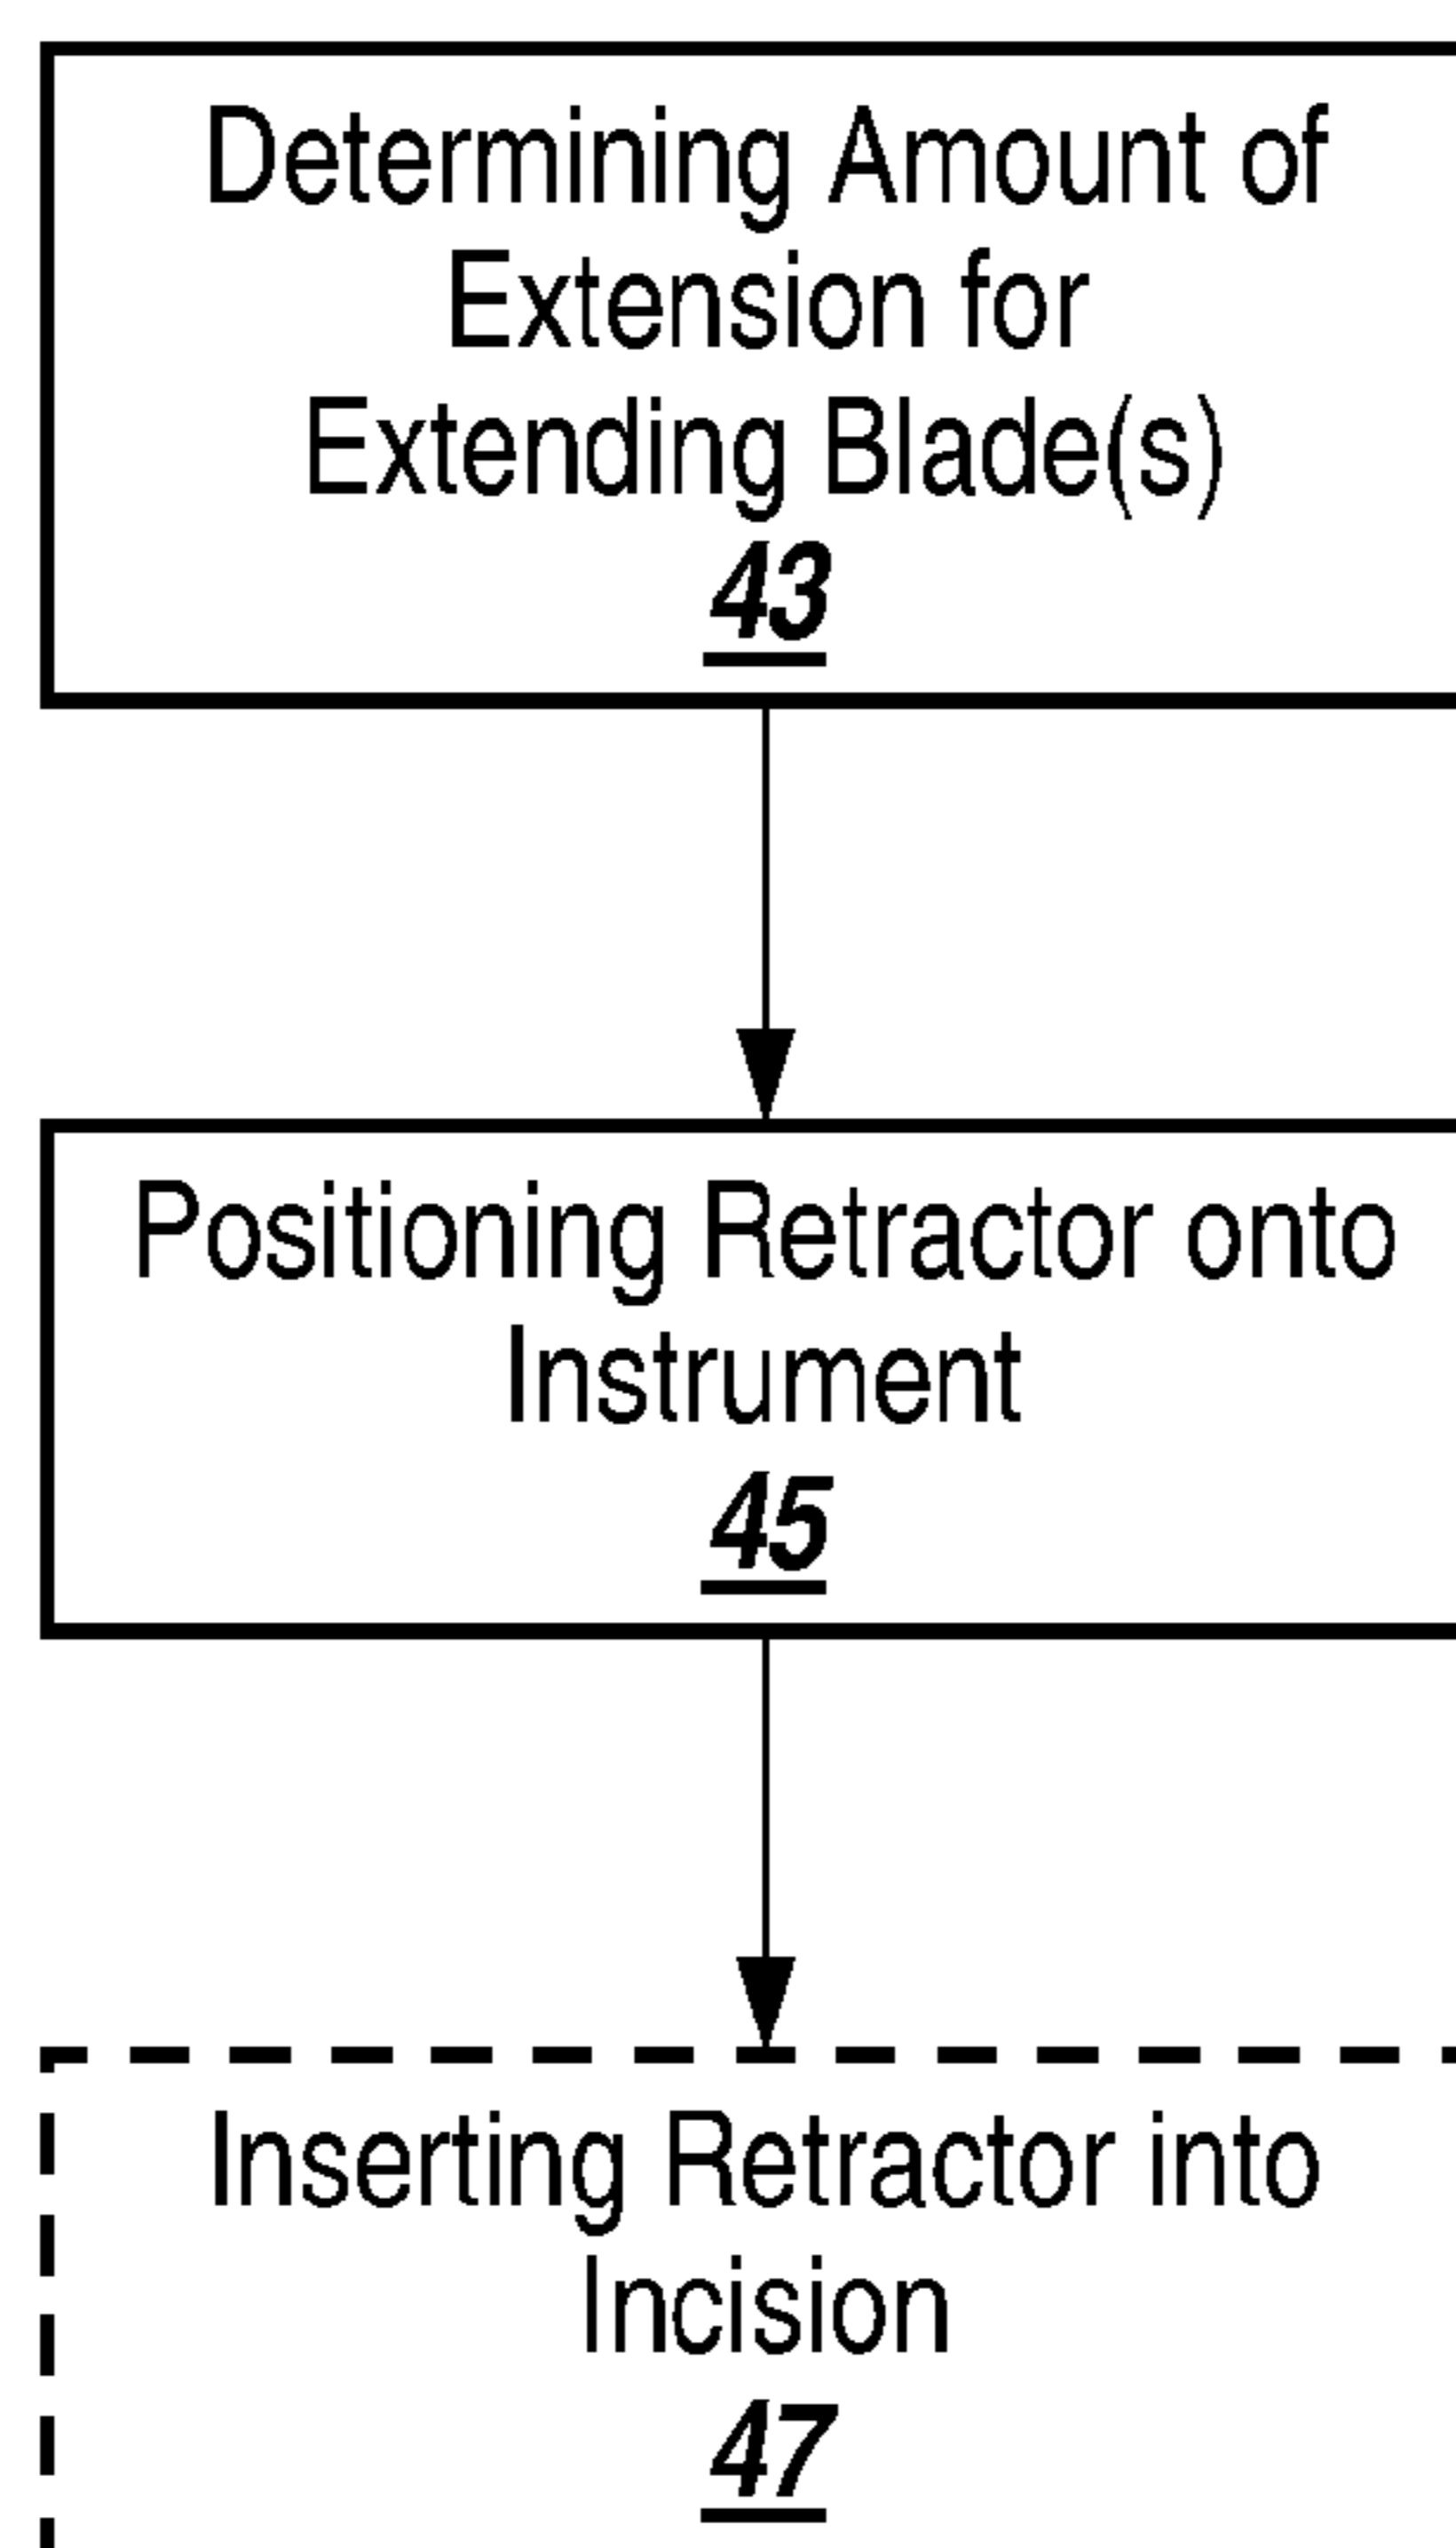 Determining Amount of
Extension for
Extending Blade(s)
43
Positioning Retractor onto
Instrument
45
Inserting Retractor into
Incision
47